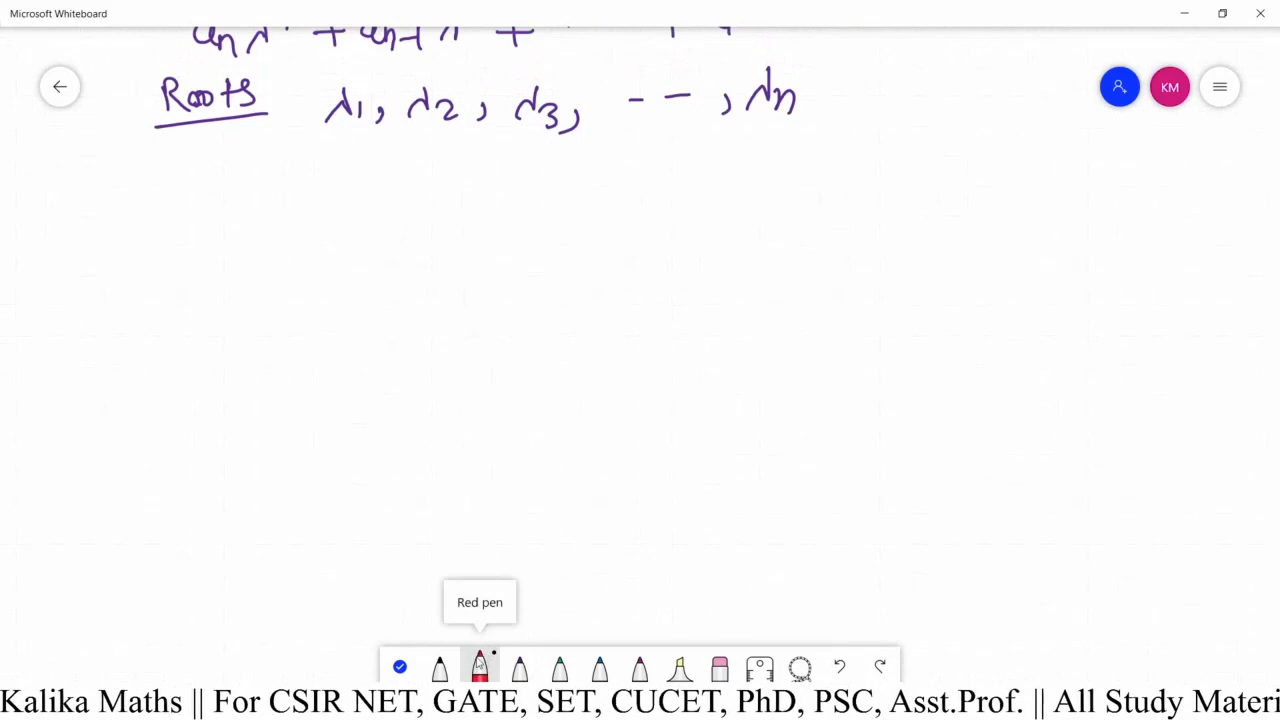 Microsoft Whiteboard
Roots λ1, λ2, λ3, - - , λn
KM
Red pen
Kalika Maths || For CSIR NET, GATE, SET, CUCET, PhD, PSC, Asst.Prof. || All Study Materi